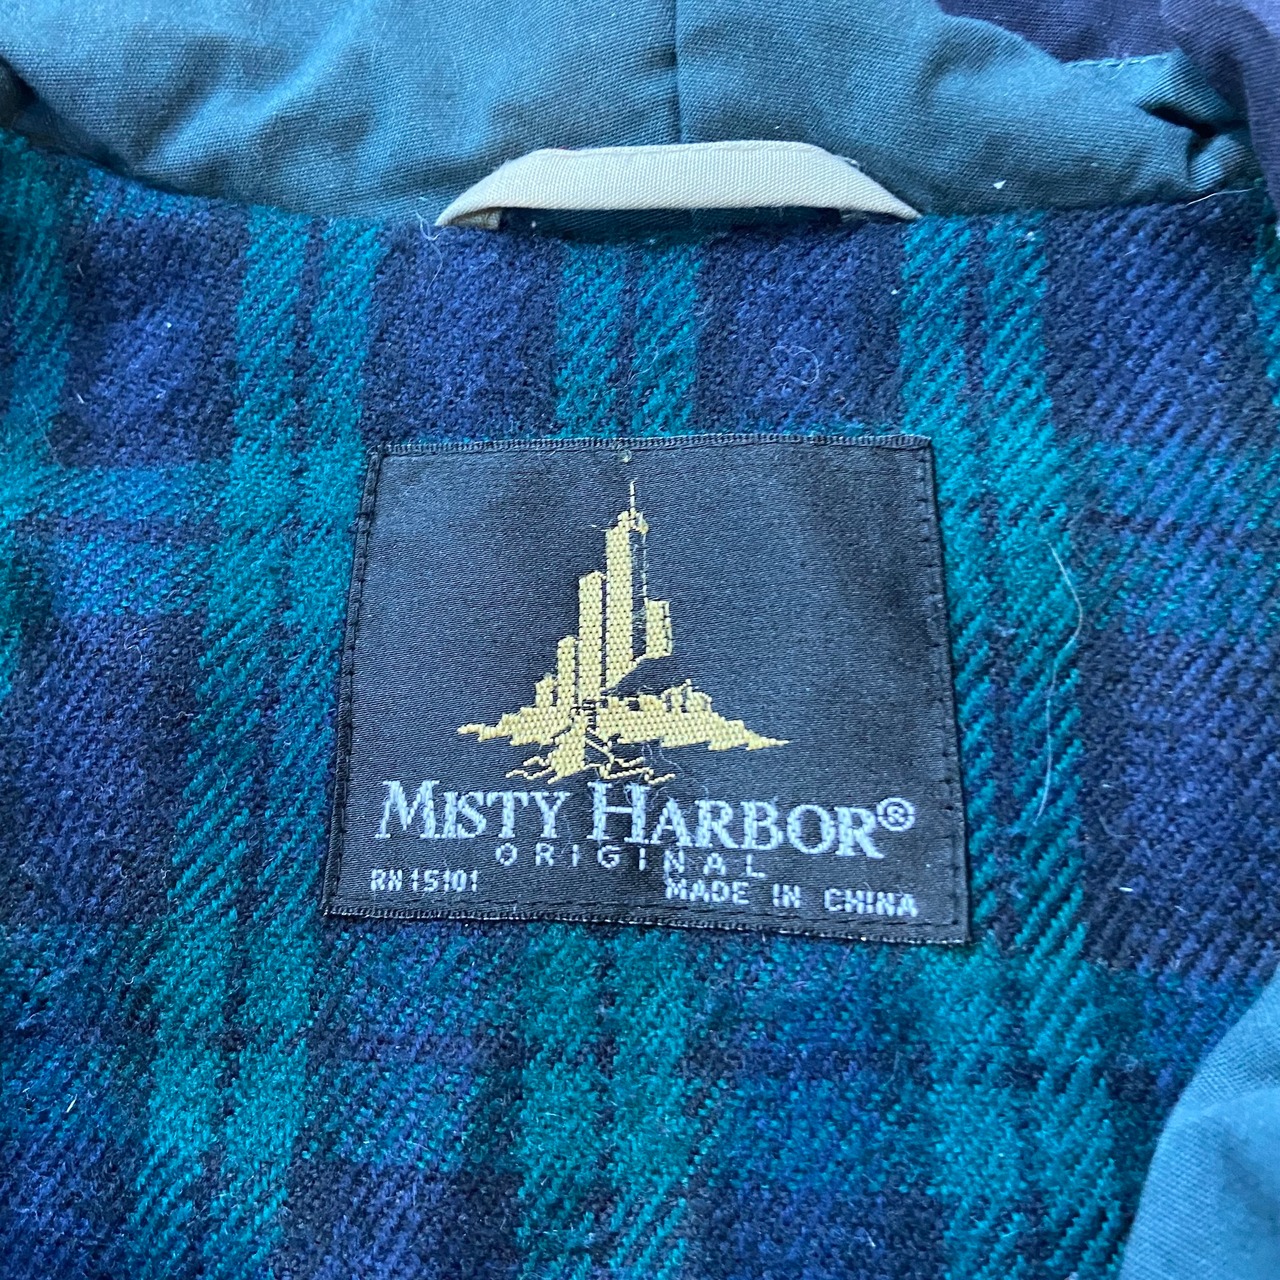 MISTY HARBOR®
ORIGINAL
RN 15101
MADE IN CHINA